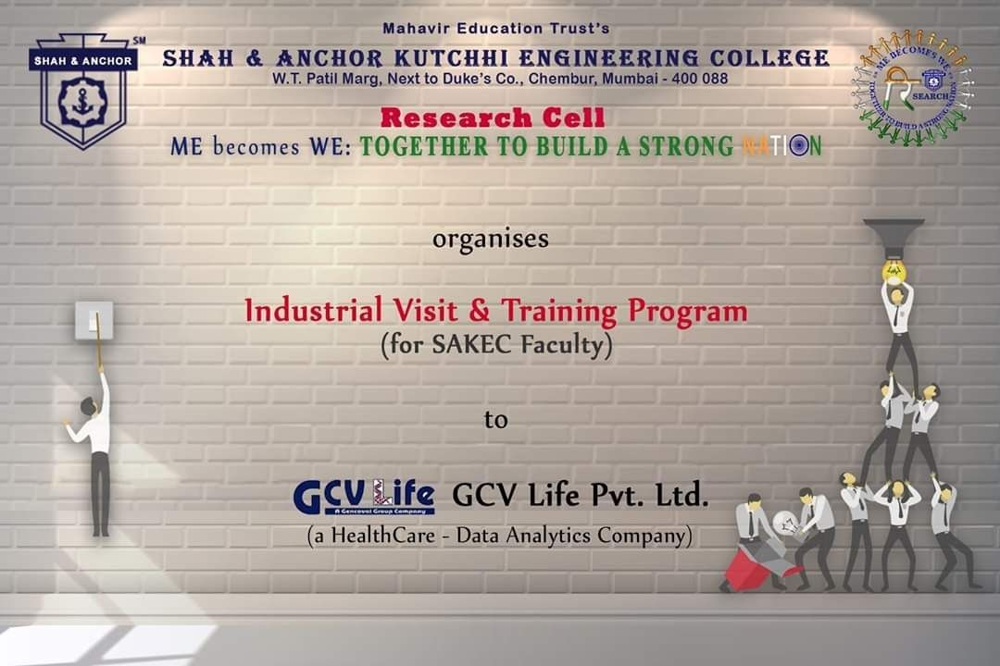 Mahavir Education Trust's
SHAH & ANCHOR KUTCHHI ENGINEERING COLLEGE
W.T. Patil Marg, Next to Duke's Co., Chembur, Mumbai - 400 088
SHAH & ANCHOR
SM
ME BECOMES WE
TOGETHER TO BUILD A STRONG NATION
R
SEARCH
Research Cell
ME becomes WE: TOGETHER TO BUILD A STRONG NATION
organises
Industrial Visit & Training Program
(for SAKEC Faculty)
to
GCV Life
A Gencoval Group Company
GCV Life Pvt. Ltd.
(a HealthCare - Data Analytics Company)